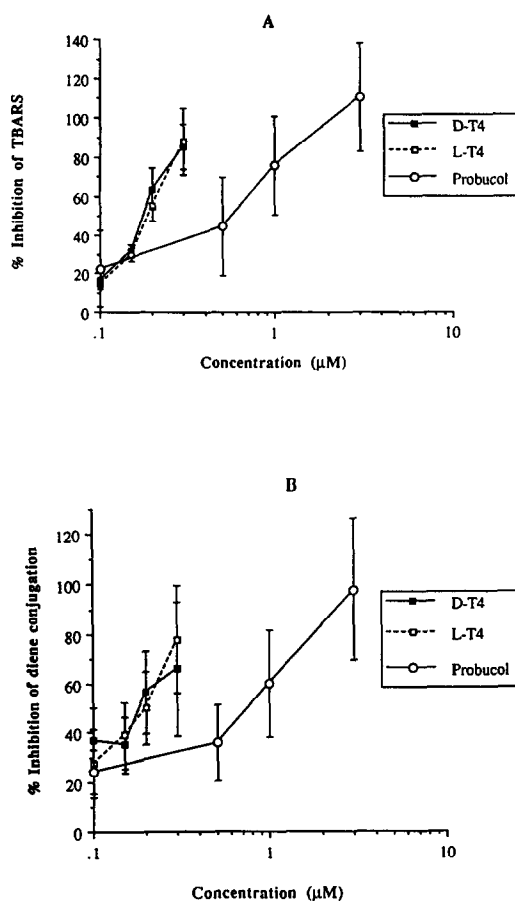 A
% Inhibition of TBARS
140
120
100
80
60
40
20
0
.1
1
10
Concentration (μM)
D-T4
L-T4
Probucol
B
% Inhibition of diene conjugation
120
100
80
60
40
20
0
.1
1
10
Concentration (μM)
D-T4
L-T4
Probucol